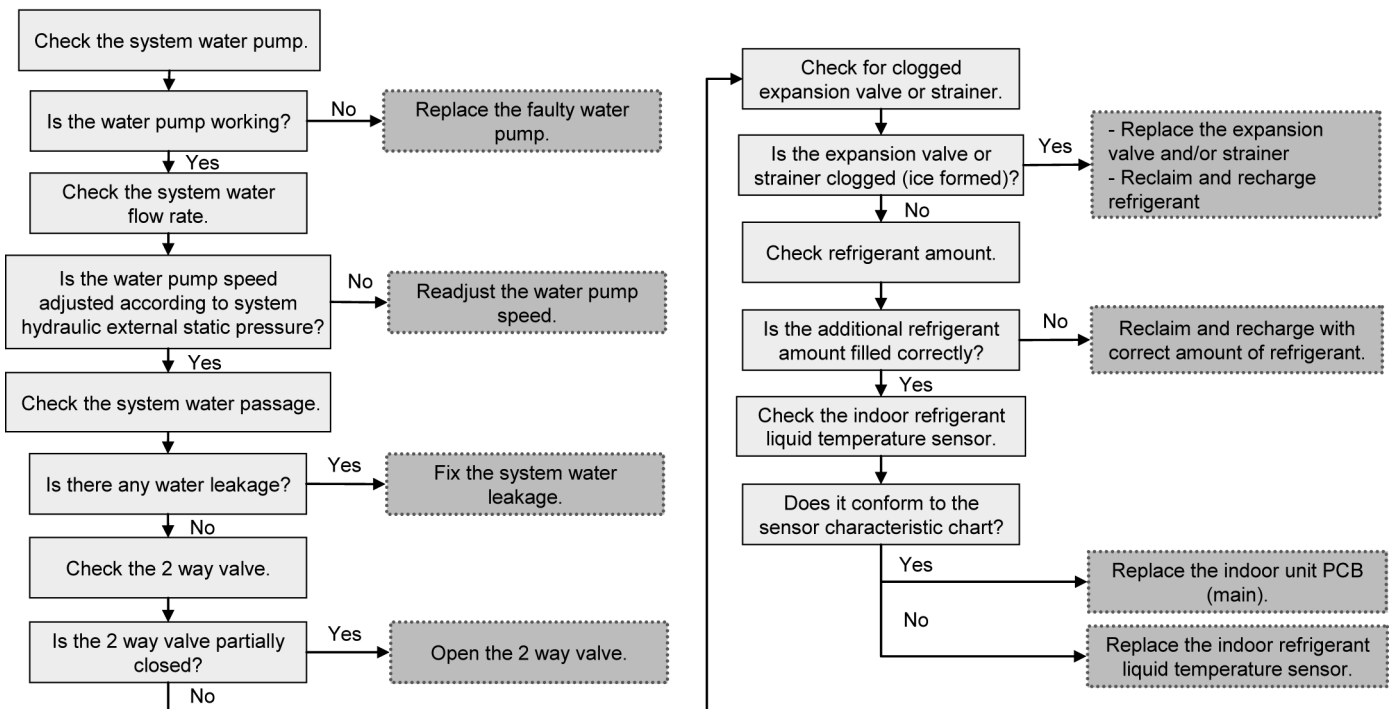 Check the system water pump.
Is the water pump working?
No
Replace the faulty water
pump.
Yes
Check the system water
flow rate.
Is the water pump speed
adjusted according to system
hydraulic external static pressure?
No
Readjust the water pump
speed.
Yes
Check the system water passage.
Is there any water leakage?
Yes
Fix the system water
leakage.
No
Check the 2 way valve.
Is the 2 way valve partially
closed?
Yes
Open the 2 way valve.
No
Check for clogged
expansion valve or strainer.
Is the expansion valve or
strainer clogged (ice formed)?
Yes
- Replace the expansion
valve and/or strainer
- Reclaim and recharge
refrigerant
No
Check refrigerant amount.
Is the additional refrigerant
amount filled correctly?
No
Reclaim and recharge with
correct amount of refrigerant.
Yes
Check the indoor refrigerant
liquid temperature sensor.
Does it conform to the
sensor characteristic chart?
Yes
Replace the indoor unit PCB
(main).
No
Replace the indoor refrigerant
liquid temperature sensor.